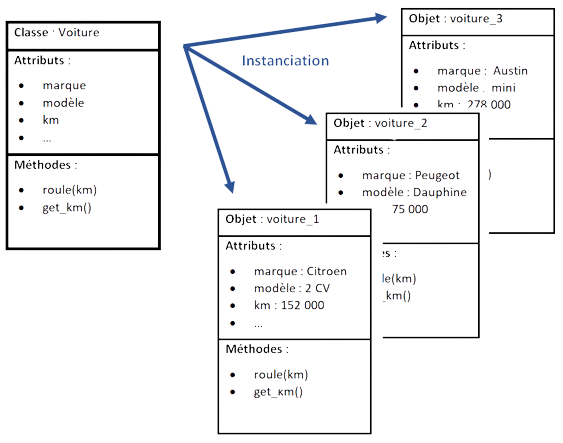 Classe : Voiture
Attributs :
• marque
• modèle
• km
• ...
Méthodes :
• roule(km)
• get_km()
Instanciation
Objet : voiture_3
Attributs :
• marque : Austin
• modèle . mini
• km : 278 000
)
Objet : voiture_2
Attributs :
• marque : Peugeot
• modèle : Dauphine
75 000
es :
le(km)
_km()
Objet : voiture_1
Attributs :
• marque : Citroen
• modèle : 2 CV
• km : 152 000
• ...
Méthodes :
• roule(km)
• get_km()